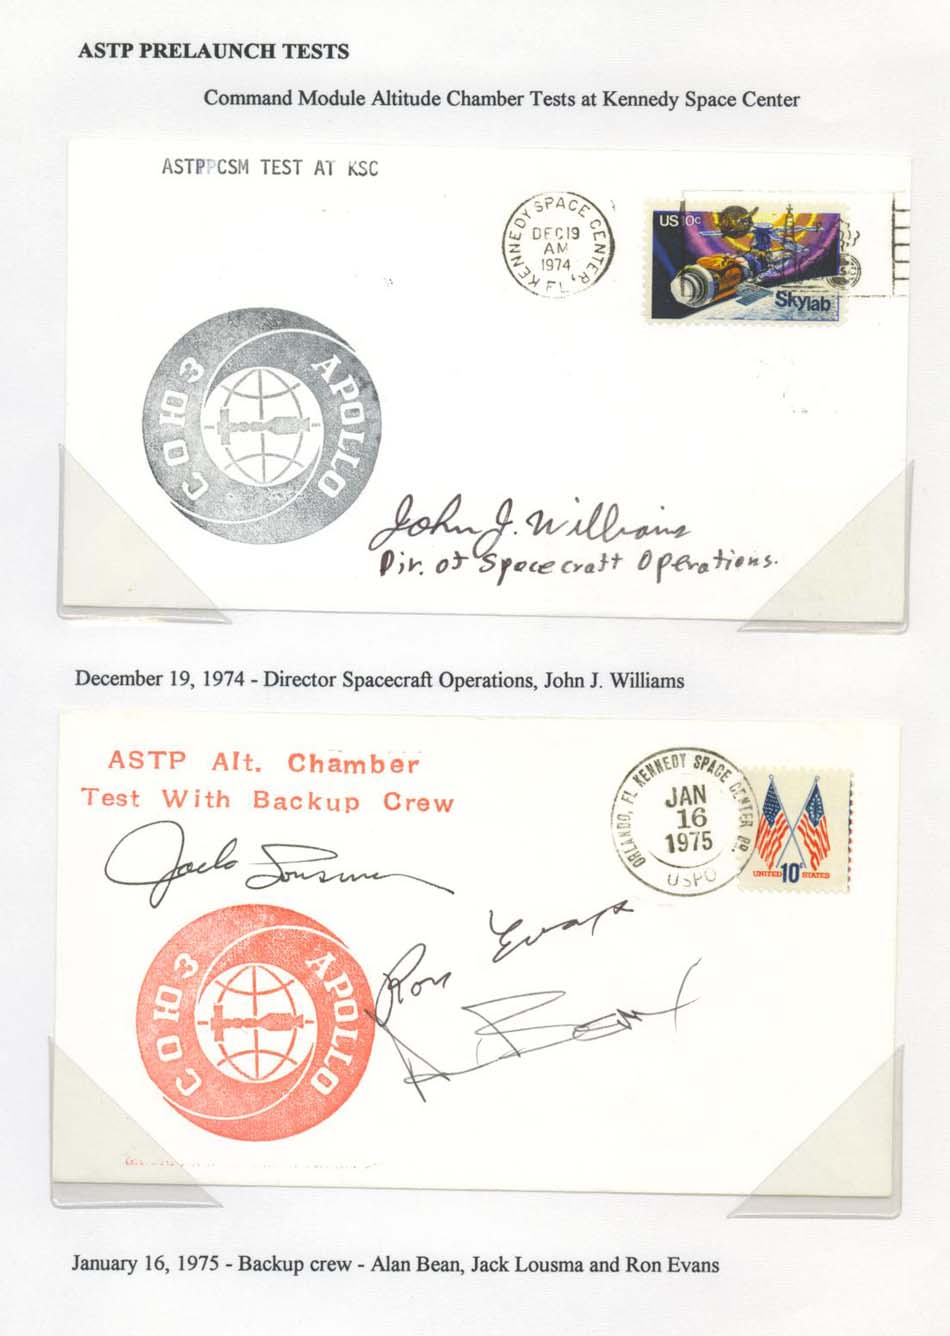 ASTP PRELAUNCH TESTS
Command Module Altitude Chamber Tests at Kennedy Space Center
ASTP CSM TEST AT KSC
KENNEDY SPACE CENTER, FL.
DEC 19
AM
1974
US 10c
Skylab
СОЮЗ
APOLLO
John J. Williams
Dir. of Spacecraft Operations.
December 19, 1974 - Director Spacecraft Operations, John J. Williams
ASTP Alt. Chamber
Test With Backup Crew
ORLANDO, FL KENNEDY SPACE CENTER BR.
JAN
16
1975
USPO
UNITED 10c STATES
Jack Lousma
Ron Evans
A Bean
СОЮЗ
APOLLO
January 16, 1975 - Backup crew - Alan Bean, Jack Lousma and Ron Evans